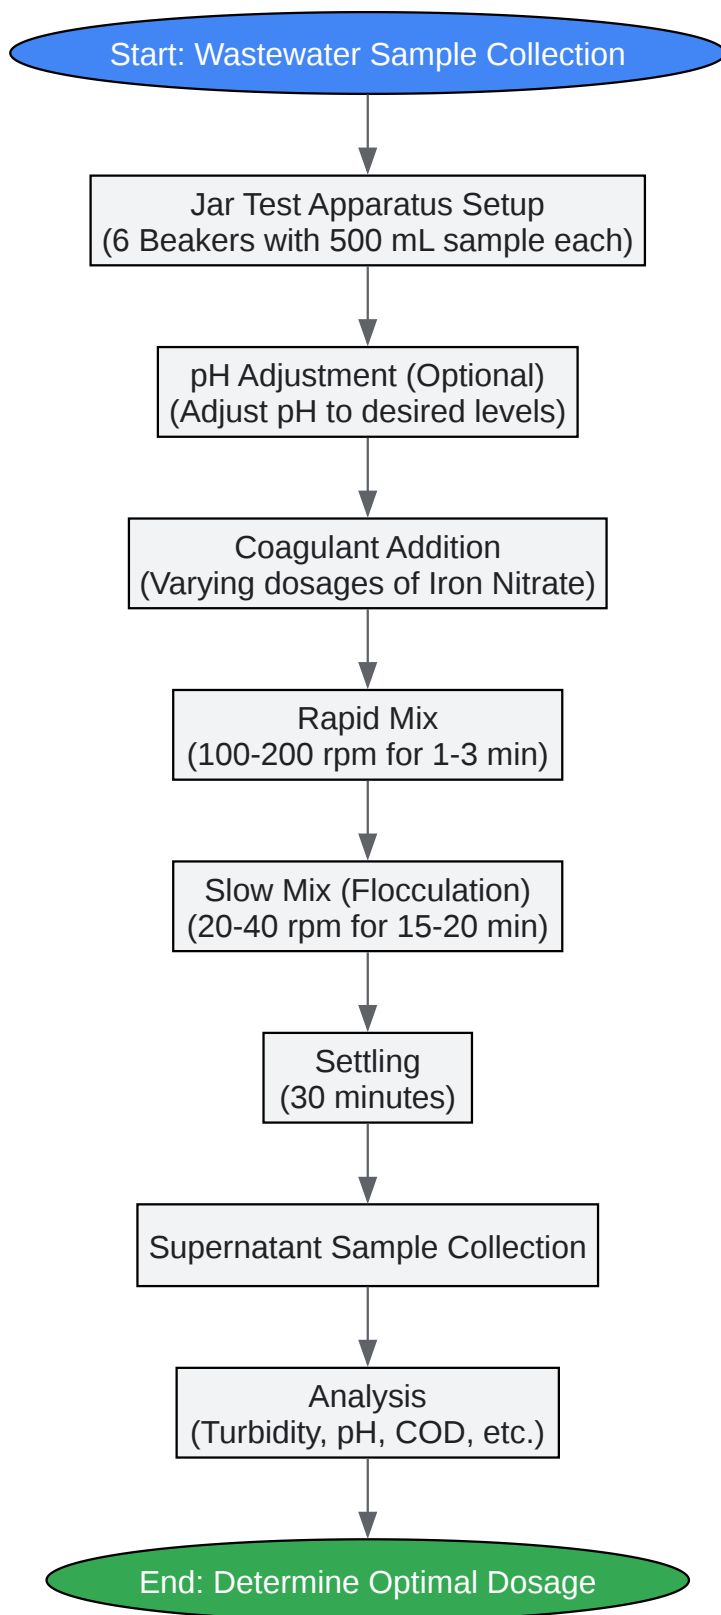 Start: Wastewater Sample Collection
Jar Test Apparatus Setup
(6 Beakers with 500 mL sample each)
pH Adjustment (Optional)
(Adjust pH to desired levels)
Coagulant Addition
(Varying dosages of Iron Nitrate)
Rapid Mix
(100-200 rpm for 1-3 min)
Slow Mix (Flocculation)
(20-40 rpm for 15-20 min)
Settling
(30 minutes)
Supernatant Sample Collection
Analysis
(Turbidity, pH, COD, etc.)
End: Determine Optimal Dosage